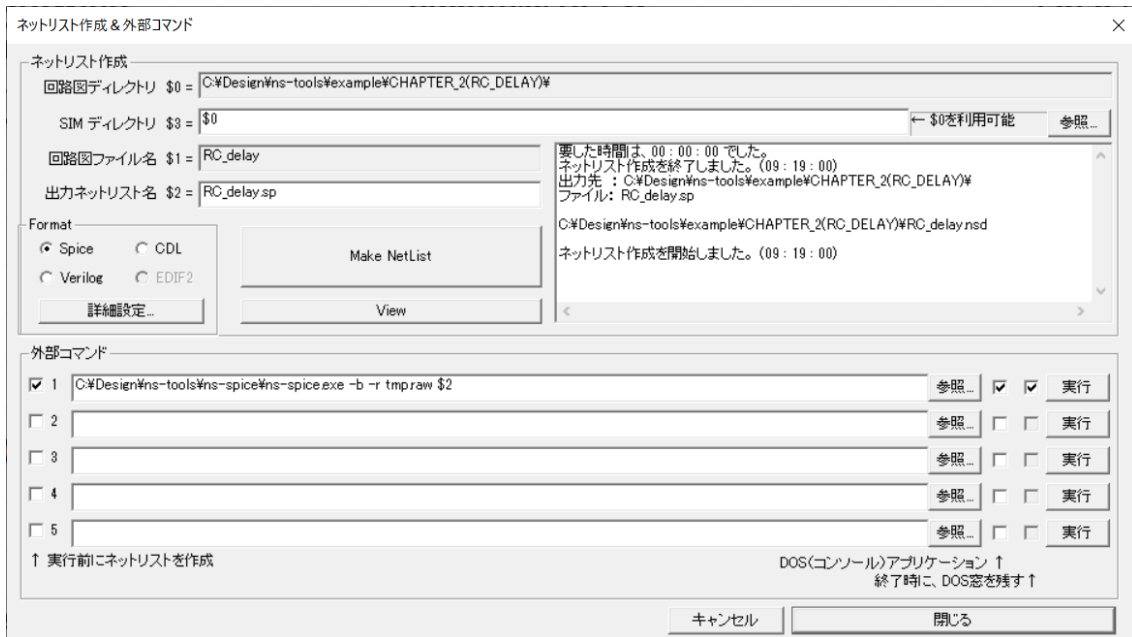 ネットリスト作成&外部コマンド
ネットリスト作成
回路図ディレクトリ $0 = C:¥Design¥ns-tools¥example¥CHAPTER_2(RC_DELAY)¥
SIM ディレクトリ $3 = $0 ← $0を利用可能 参照...
回路図ファイル名 $1 = RC_delay
出力ネットリスト名 $2 = RC_delay.sp
要した時間は、00 : 00 : 00 でした。
ネットリスト作成を終了しました。(09 : 19 : 00)
出力先 : C:¥Design¥ns-tools¥example¥CHAPTER_2(RC_DELAY)¥
ファイル: RC_delay.sp
C:¥Design¥ns-tools¥example¥CHAPTER_2(RC_DELAY)¥RC_delay.nsd
ネットリスト作成を開始しました。(09 : 19 : 00)
Format
Spice CDL
Verilog EDIF2
詳細設定...
Make NetList
View
外部コマンド
1 C:¥Design¥ns-tools¥ns-spice¥ns-spice.exe -b -r tmp.raw $2 参照... 実行
2 参照... 実行
3 参照... 実行
4 参照... 実行
5 参照... 実行
↑ 実行前にネットリストを作成
DOS(コンソール)アプリケーション ↑
終了時に、DOS窓を残す↑
キャンセル 閉じる